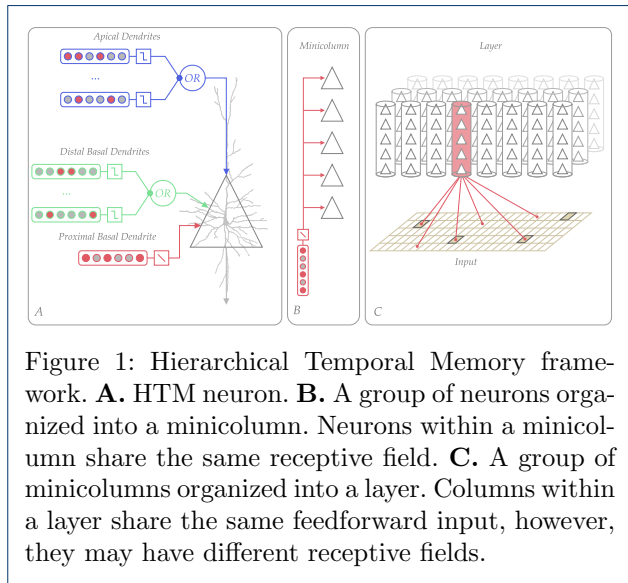 Apical Dendrites
...
OR
Distal Basal Dendrites
...
OR
Proximal Basal Dendrite
A
Minicolumn
B
Layer
Input
C
Figure 1: Hierarchical Temporal Memory frame-
work. A. HTM neuron. B. A group of neurons orga-
nized into a minicolumn. Neurons within a minicol-
umn share the same receptive field. C. A group of
minicolumns organized into a layer. Columns within
a layer share the same feedforward input, however,
they may have different receptive fields.